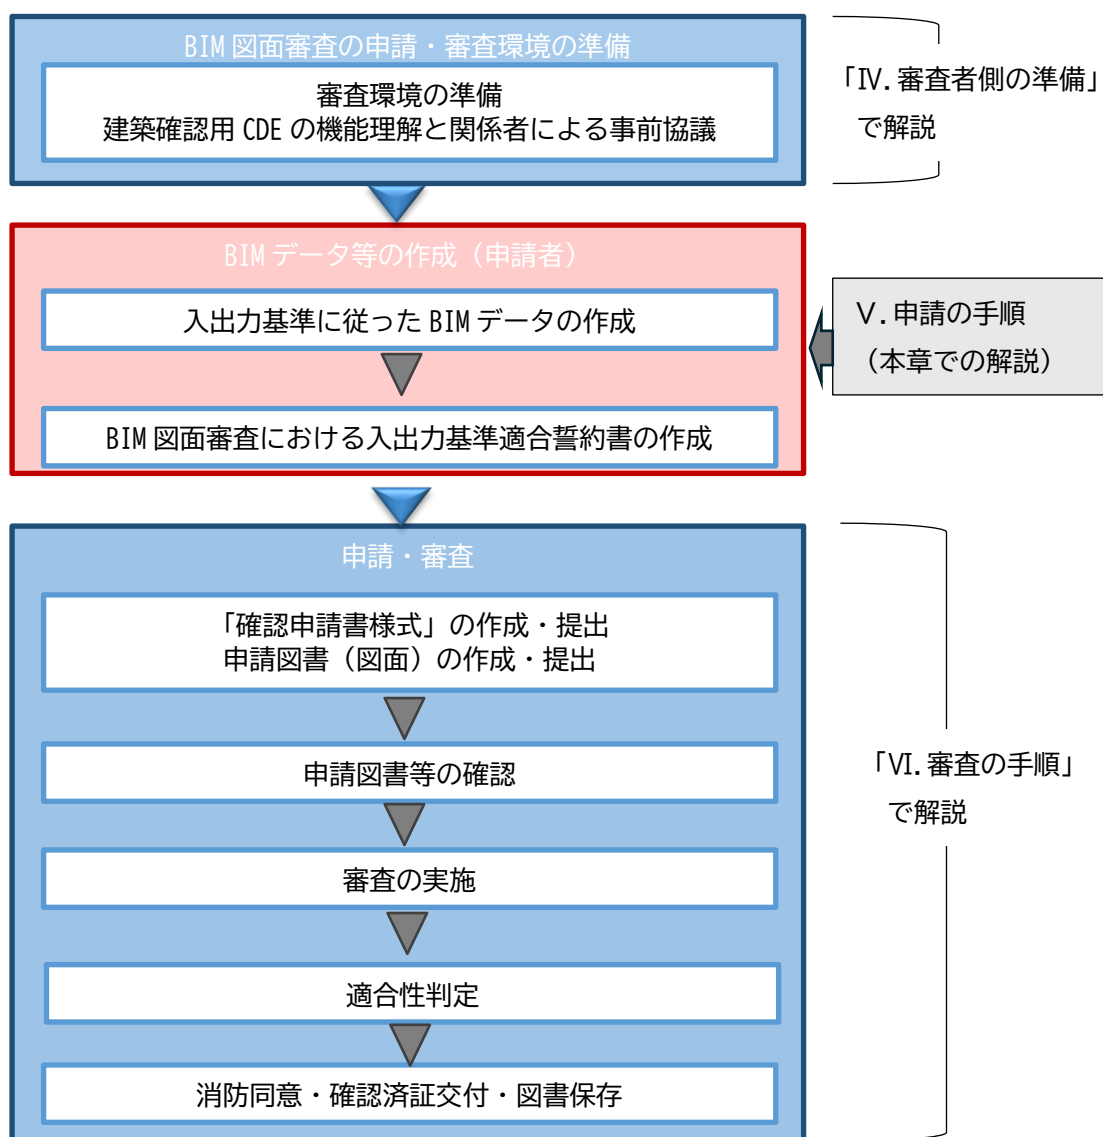 BIM図面審査の申請・審査環境の準備
審査環境の準備
建築確認用CDEの機能理解と関係者による事前協議
「Ⅳ.審査者側の準備」
で解説
BIMデータ等の作成（申請者）
入出力基準に従ったBIMデータの作成
BIM図面審査における入出力基準適合誓約書の作成
Ⅴ.申請の手順
（本章での解説）
申請・審査
「確認申請書様式」の作成・提出
申請図書（図面）の作成・提出
申請図書等の確認
審査の実施
適合性判定
消防同意・確認済証交付・図書保存
「Ⅵ.審査の手順」
で解説